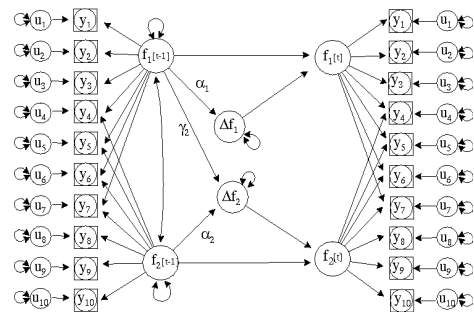 u1 y1 f1[t-1] f1[t] y1 u1
u2 y2 y2 u2
u3 y3 α1 y3 u3
u4 y4 Δf1 y4 u4
u5 y5 γ2 y5 u5
u6 y6 y6 u6
u7 y7 Δf2 y7 u7
u8 y8 α2 y8 u8
u9 y9 f2[t-1] f2[t] y9 u9
u10 y10 y10 u10